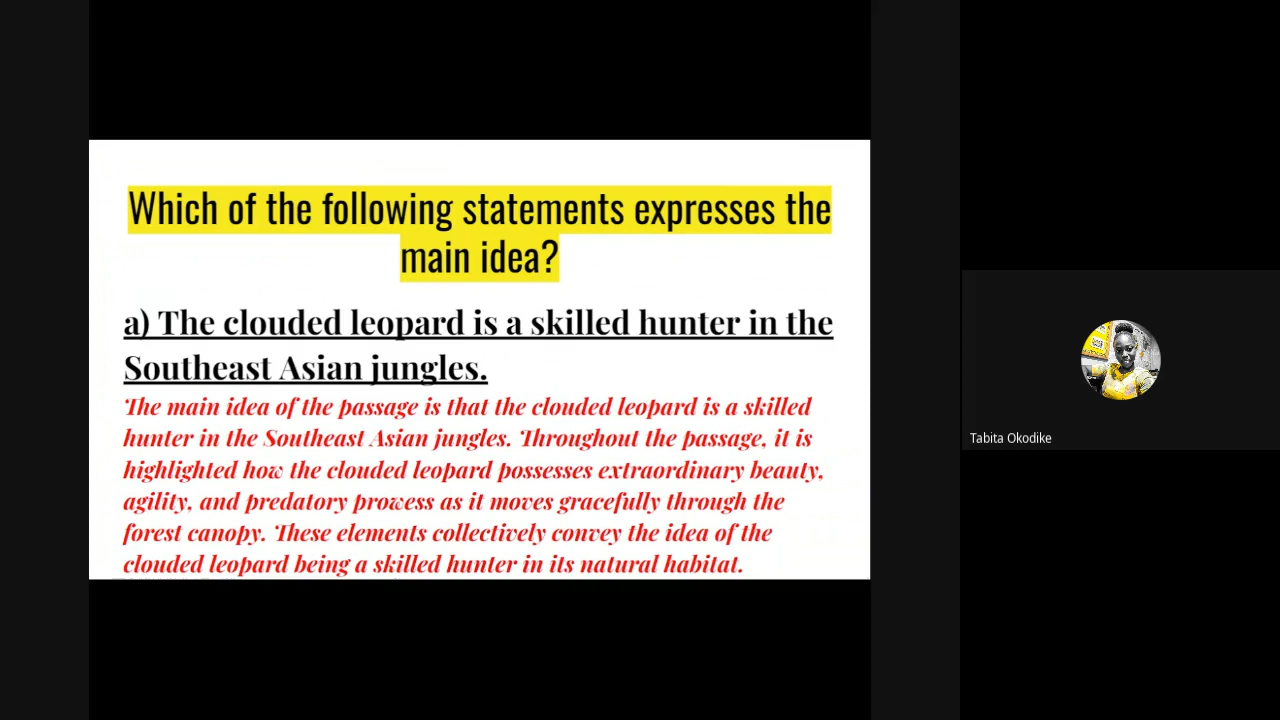 Which of the following statements expresses the
main idea?
a) The clouded leopard is a skilled hunter in the
Southeast Asian jungles.
The main idea of the passage is that the clouded leopard is a skilled
hunter in the Southeast Asian jungles. Throughout the passage, it is
highlighted how the clouded leopard possesses extraordinary beauty,
agility, and predatory prowess as it moves gracefully through the
forest canopy. These elements collectively convey the idea of the
clouded leopard being a skilled hunter in its natural habitat.
Tabita Okodike